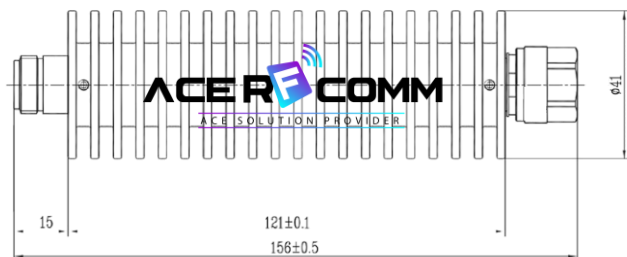 ACE RF COMM
ACE SOLUTION PROVIDER
ø41
15
121±0.1
156±0.5